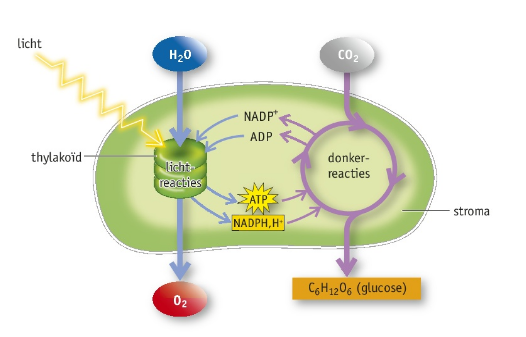 licht
H₂O
CO₂
NADP⁺
ADP
thylakoïd
licht-
reacties
donker-
reacties
ATP
NADPH,H⁺
stroma
O₂
C₆H₁₂O₆ (glucose)